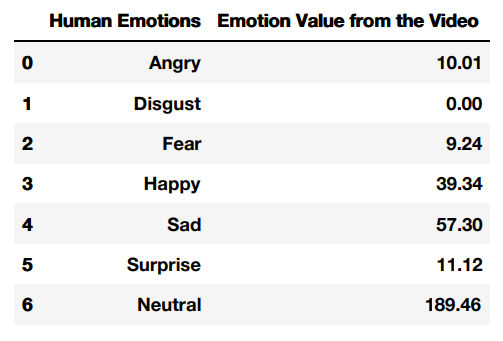 Human Emotions Emotion Value from the Video
0 Angry 10.01
1 Disgust 0.00
2 Fear 9.24
3 Happy 39.34
4 Sad 57.30
5 Surprise 11.12
6 Neutral 189.46